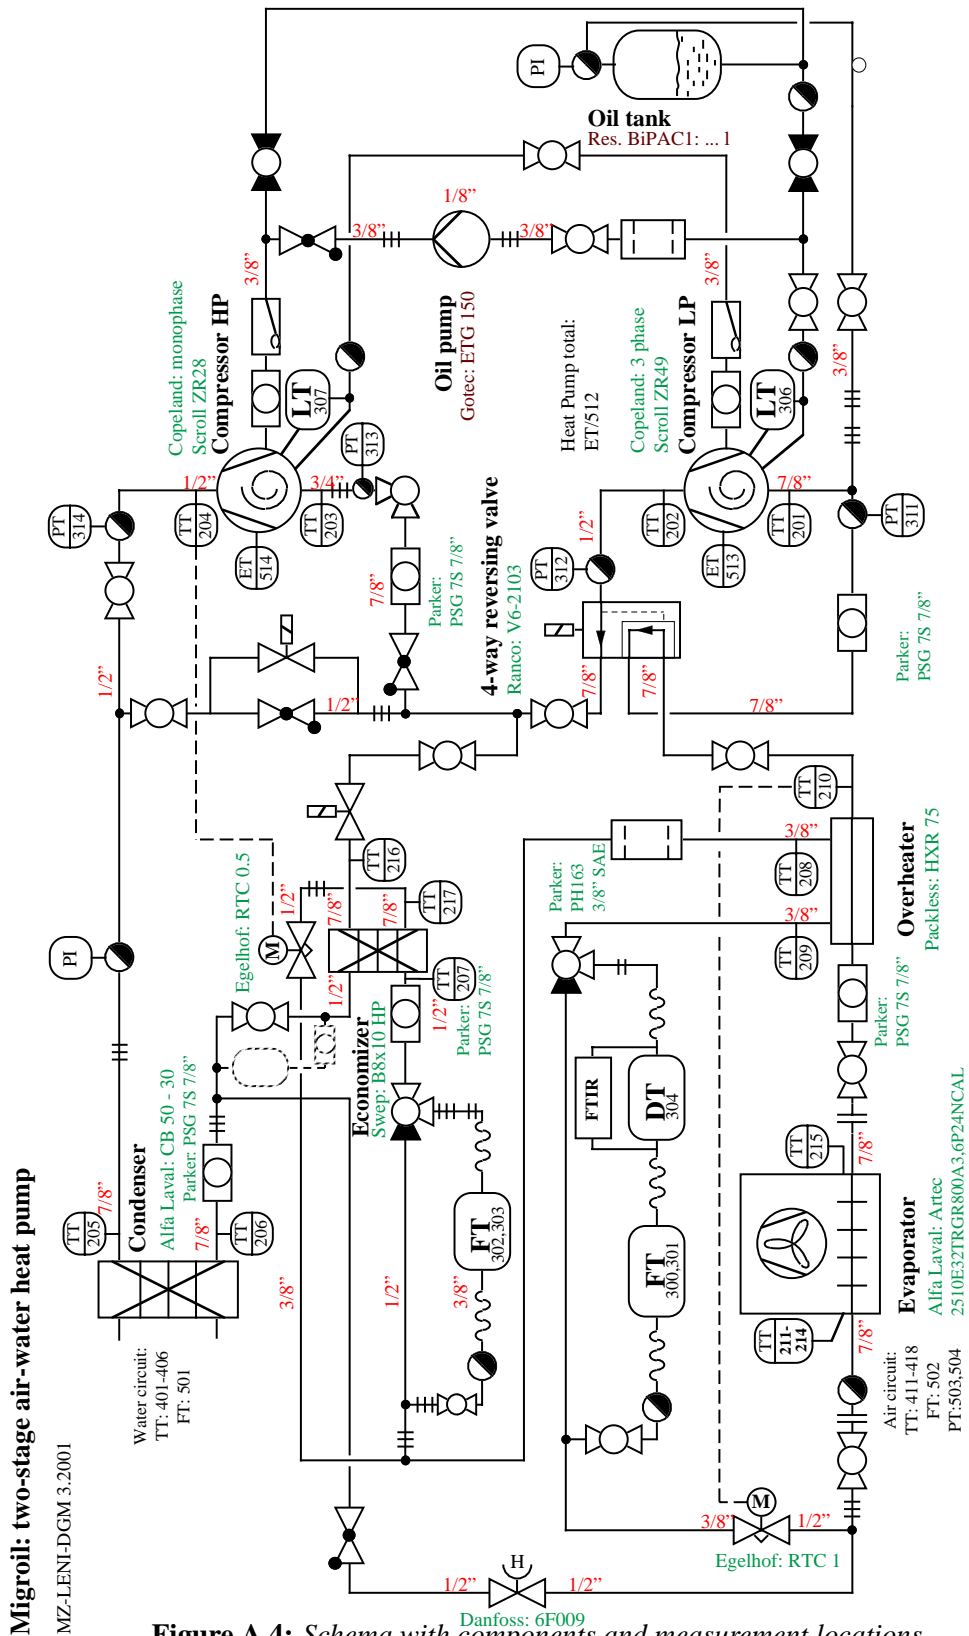 Migroil: two-stage air-water heat pump
MZ-LENI-DGM 3.2001
Water circuit:
TT: 401-406
FT: 501
Condenser
Alfa Laval: CB 50 - 30
Parker: PSG 7S 7/8”
TT
205
TT
206
7/8”
7/8”
PI
1/2”
PT
314
1/2”
TT
204
Copeland: monophase
Scroll ZR28
Compressor HP
3/8”
LT
307
ET
514
3/4”
TT
203
PT
313
7/8”
Parker:
PSG 7S 7/8”
1/2”
Egelhof: RTC 0.5
M
1/2”
7/8”
7/8”
1/2”
TT
216
TT
217
TT
207
1/2”
Parker:
PSG 7S 7/8”
Economizer
Swep: B8x10 HP
3/8”
1/2”
3/8”
FT
302,303
Oil tank
Res. BiPAC1: ... l
PI
1/8”
3/8”
3/8”
Oil pump
Gotec: ETG 150
Heat Pump total:
ET/512
3/8”
Copeland: 3 phase
Scroll ZR49
Compressor LP
LT
306
3/8”
7/8”
TT
201
TT
202
ET
513
PT
311
PT
312
1/2”
4-way reversing valve
Ranco: V6-2103
7/8”
7/8”
7/8”
Parker:
PSG 7S 7/8”
TT
210
Parker:
PH163
3/8” SAE
3/8”
TT
208
3/8”
TT
209
Overheater
Packless: HXR 75
Parker:
PSG 7S 7/8”
FTIR
DT
304
FT
300,301
TT
215
7/8”
Evaporator
Alfa Laval: Artec
2510E32TRGR800A3,6P24NCAL
TT
211-
214
7/8”
Air circuit:
TT: 411-418
FT: 502
PT:503,504
3/8”
M
1/2”
Egelhof: RTC 1
1/2”
H
1/2”
Danfoss: 6F009
Figure A.4: Schema with components and measurement locations